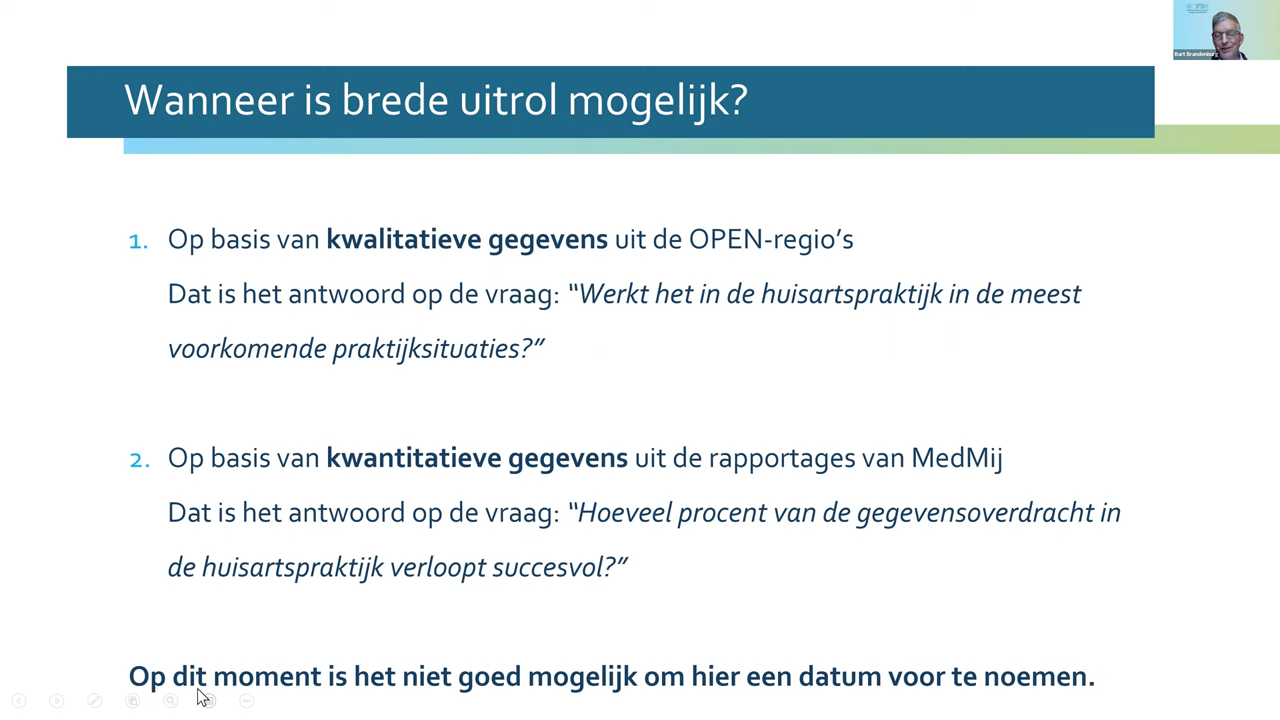 Bart Brandenburg
Wanneer is brede uitrol mogelijk?
1. Op basis van kwalitatieve gegevens uit de OPEN-regio’s
Dat is het antwoord op de vraag: “Werkt het in de huisartspraktijk in de meest
voorkomende praktijksituaties?”
2. Op basis van kwantitatieve gegevens uit de rapportages van MedMij
Dat is het antwoord op de vraag: “Hoeveel procent van de gegevensoverdracht in
de huisartspraktijk verloopt succesvol?”
Op dit moment is het niet goed mogelijk om hier een datum voor te noemen.